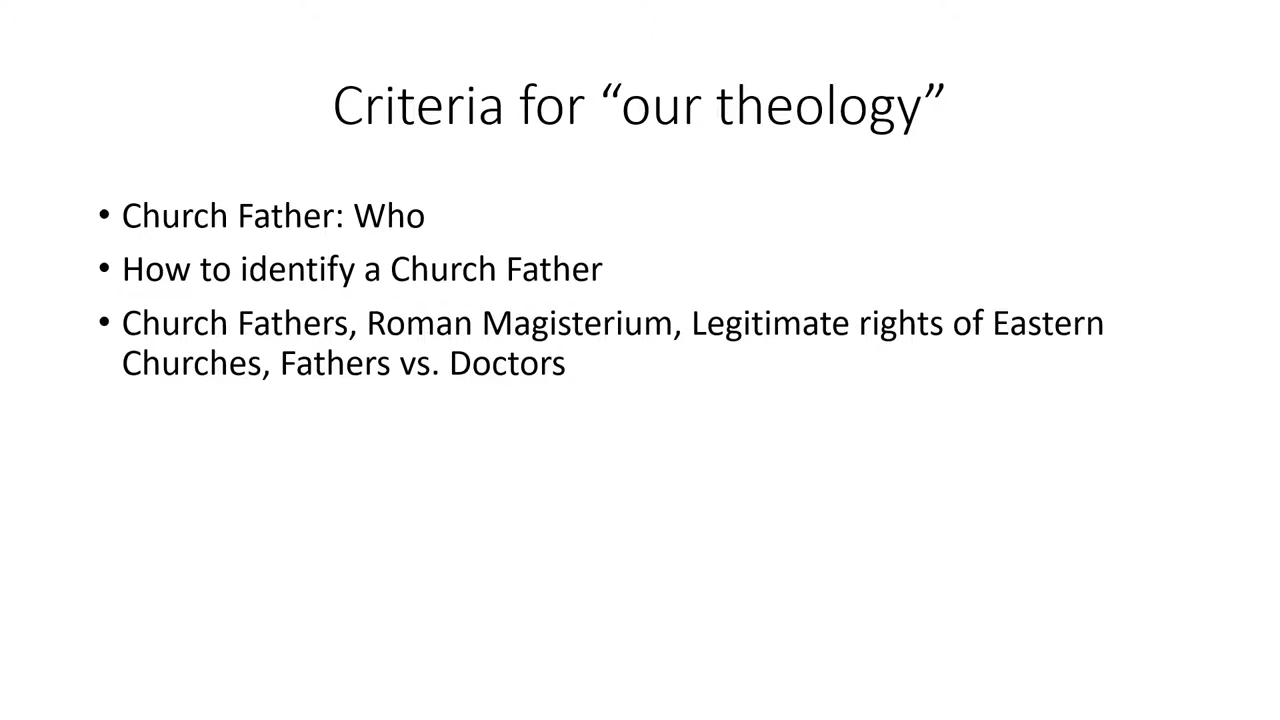 Criteria for “our theology”
• Church Father: Who
• How to identify a Church Father
• Church Fathers, Roman Magisterium, Legitimate rights of Eastern
Churches, Fathers vs. Doctors